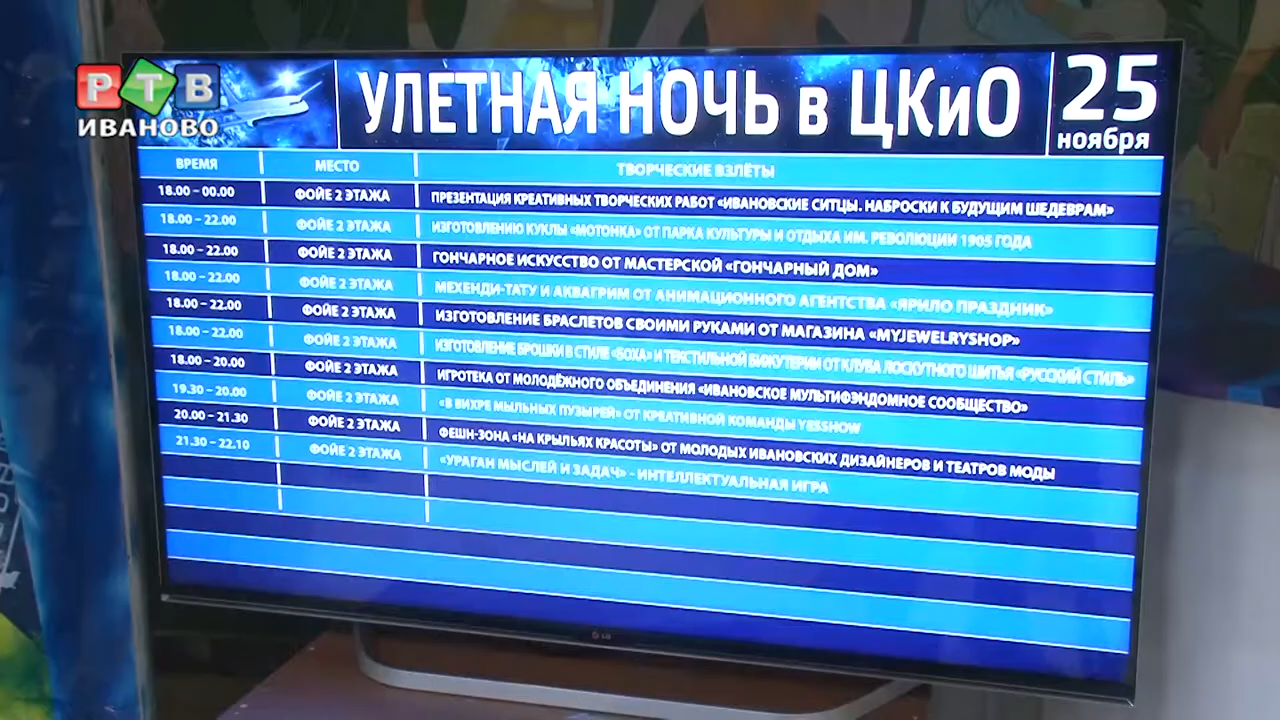 РТВ
ИВАНОВО
УЛЕТНАЯ НОЧЬ в ЦКиО
25
ноября
ВРЕМЯ МЕСТО ТВОРЧЕСКИЕ ВЗЛЁТЫ
18.00 – 00.00 ФОЙЕ 2 ЭТАЖА ПРЕЗЕНТАЦИЯ КРЕАТИВНЫХ ТВОРЧЕСКИХ РАБОТ «ИВАНОВСКИЕ СИТЦЫ. НАБРОСКИ К БУДУЩИМ ШЕДЕВРАМ»
18.00 – 22.00 ФОЙЕ 2 ЭТАЖА ИЗГОТОВЛЕНИЮ КУКЛЫ «МОТОНКА» ОТ ПАРКА КУЛЬТУРЫ И ОТДЫХА ИМ. РЕВОЛЮЦИИ 1905 ГОДА
18.00 – 22.00 ФОЙЕ 2 ЭТАЖА ГОНЧАРНОЕ ИСКУССТВО ОТ МАСТЕРСКОЙ «ГОНЧАРНЫЙ ДОМ»
18.00 – 22.00 ФОЙЕ 2 ЭТАЖА МЕХЕНДИ-ТАТУ И АКВАГРИМ ОТ АНИМАЦИОННОГО АГЕНТСТВА «ЯРИЛО ПРАЗДНИК»
18.00 – 22.00 ФОЙЕ 2 ЭТАЖА ИЗГОТОВЛЕНИЕ БРАСЛЕТОВ СВОИМИ РУКАМИ ОТ МАГАЗИНА «MYJEWELRYSHOP»
18.00 – 22.00 ФОЙЕ 2 ЭТАЖА ИЗГОТОВЛЕНИЕ БРОШКИ В СТИЛЕ «БОХА» И ТЕКСТИЛЬНОЙ БИЖУТЕРИИ ОТ КЛУБА ЛОСКУТНОГО ШИТЬЯ «РУССКИЙ СТИЛЬ»
18.00 – 20.00 ФОЙЕ 2 ЭТАЖА ИГРОТЕКА ОТ МОЛОДЁЖНОГО ОБЪЕДИНЕНИЯ «ИВАНОВСКОЕ МУЛЬТИФЭНДОМНОЕ СООБЩЕСТВО»
19.30 – 20.00 ФОЙЕ 2 ЭТАЖА «В ВИХРЕ МЫЛЬНЫХ ПУЗЫРЕЙ» ОТ КРЕАТИВНОЙ КОМАНДЫ YESSHOW
20.00 – 21.30 ФОЙЕ 2 ЭТАЖА ФЕШН-ЗОНА «НА КРЫЛЬЯХ КРАСОТЫ» ОТ МОЛОДЫХ ИВАНОВСКИХ ДИЗАЙНЕРОВ И ТЕАТРОВ МОДЫ
21.30 – 22.10 ФОЙЕ 2 ЭТАЖА «УРАГАН МЫСЛЕЙ И ЗАДАЧ» - ИНТЕЛЛЕКТУАЛЬНАЯ ИГРА
LG